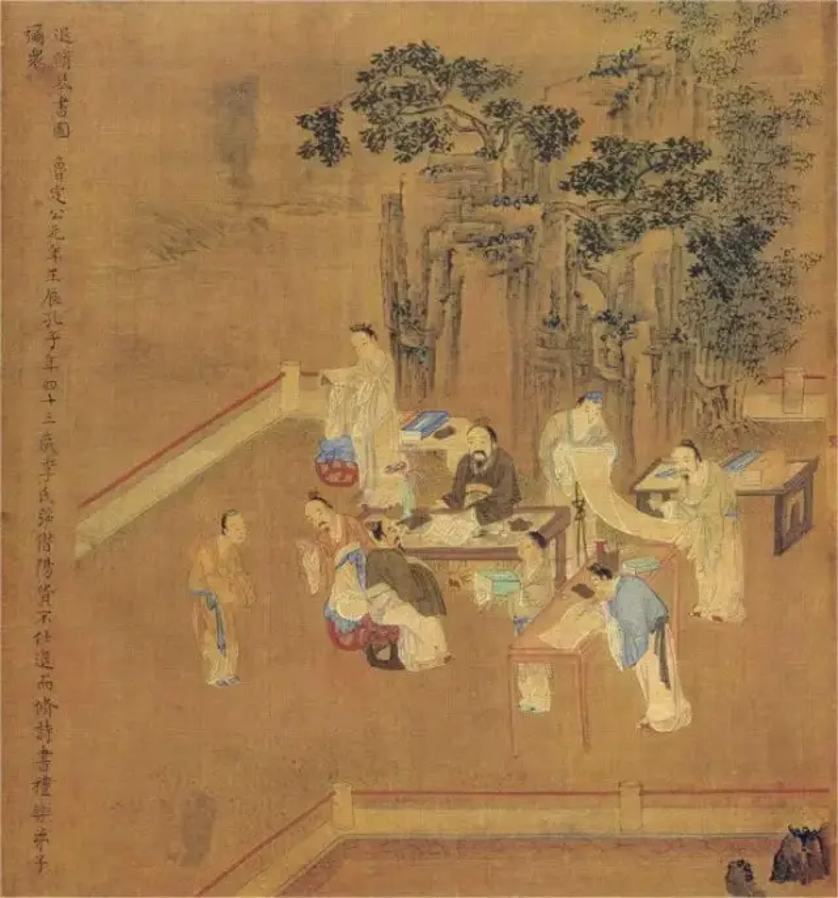 退脩琴書圖 魯定公元年壬辰孔子年四十三歲季氏強僭陽貨不仕退而脩詩書禮樂弟子
彌衆